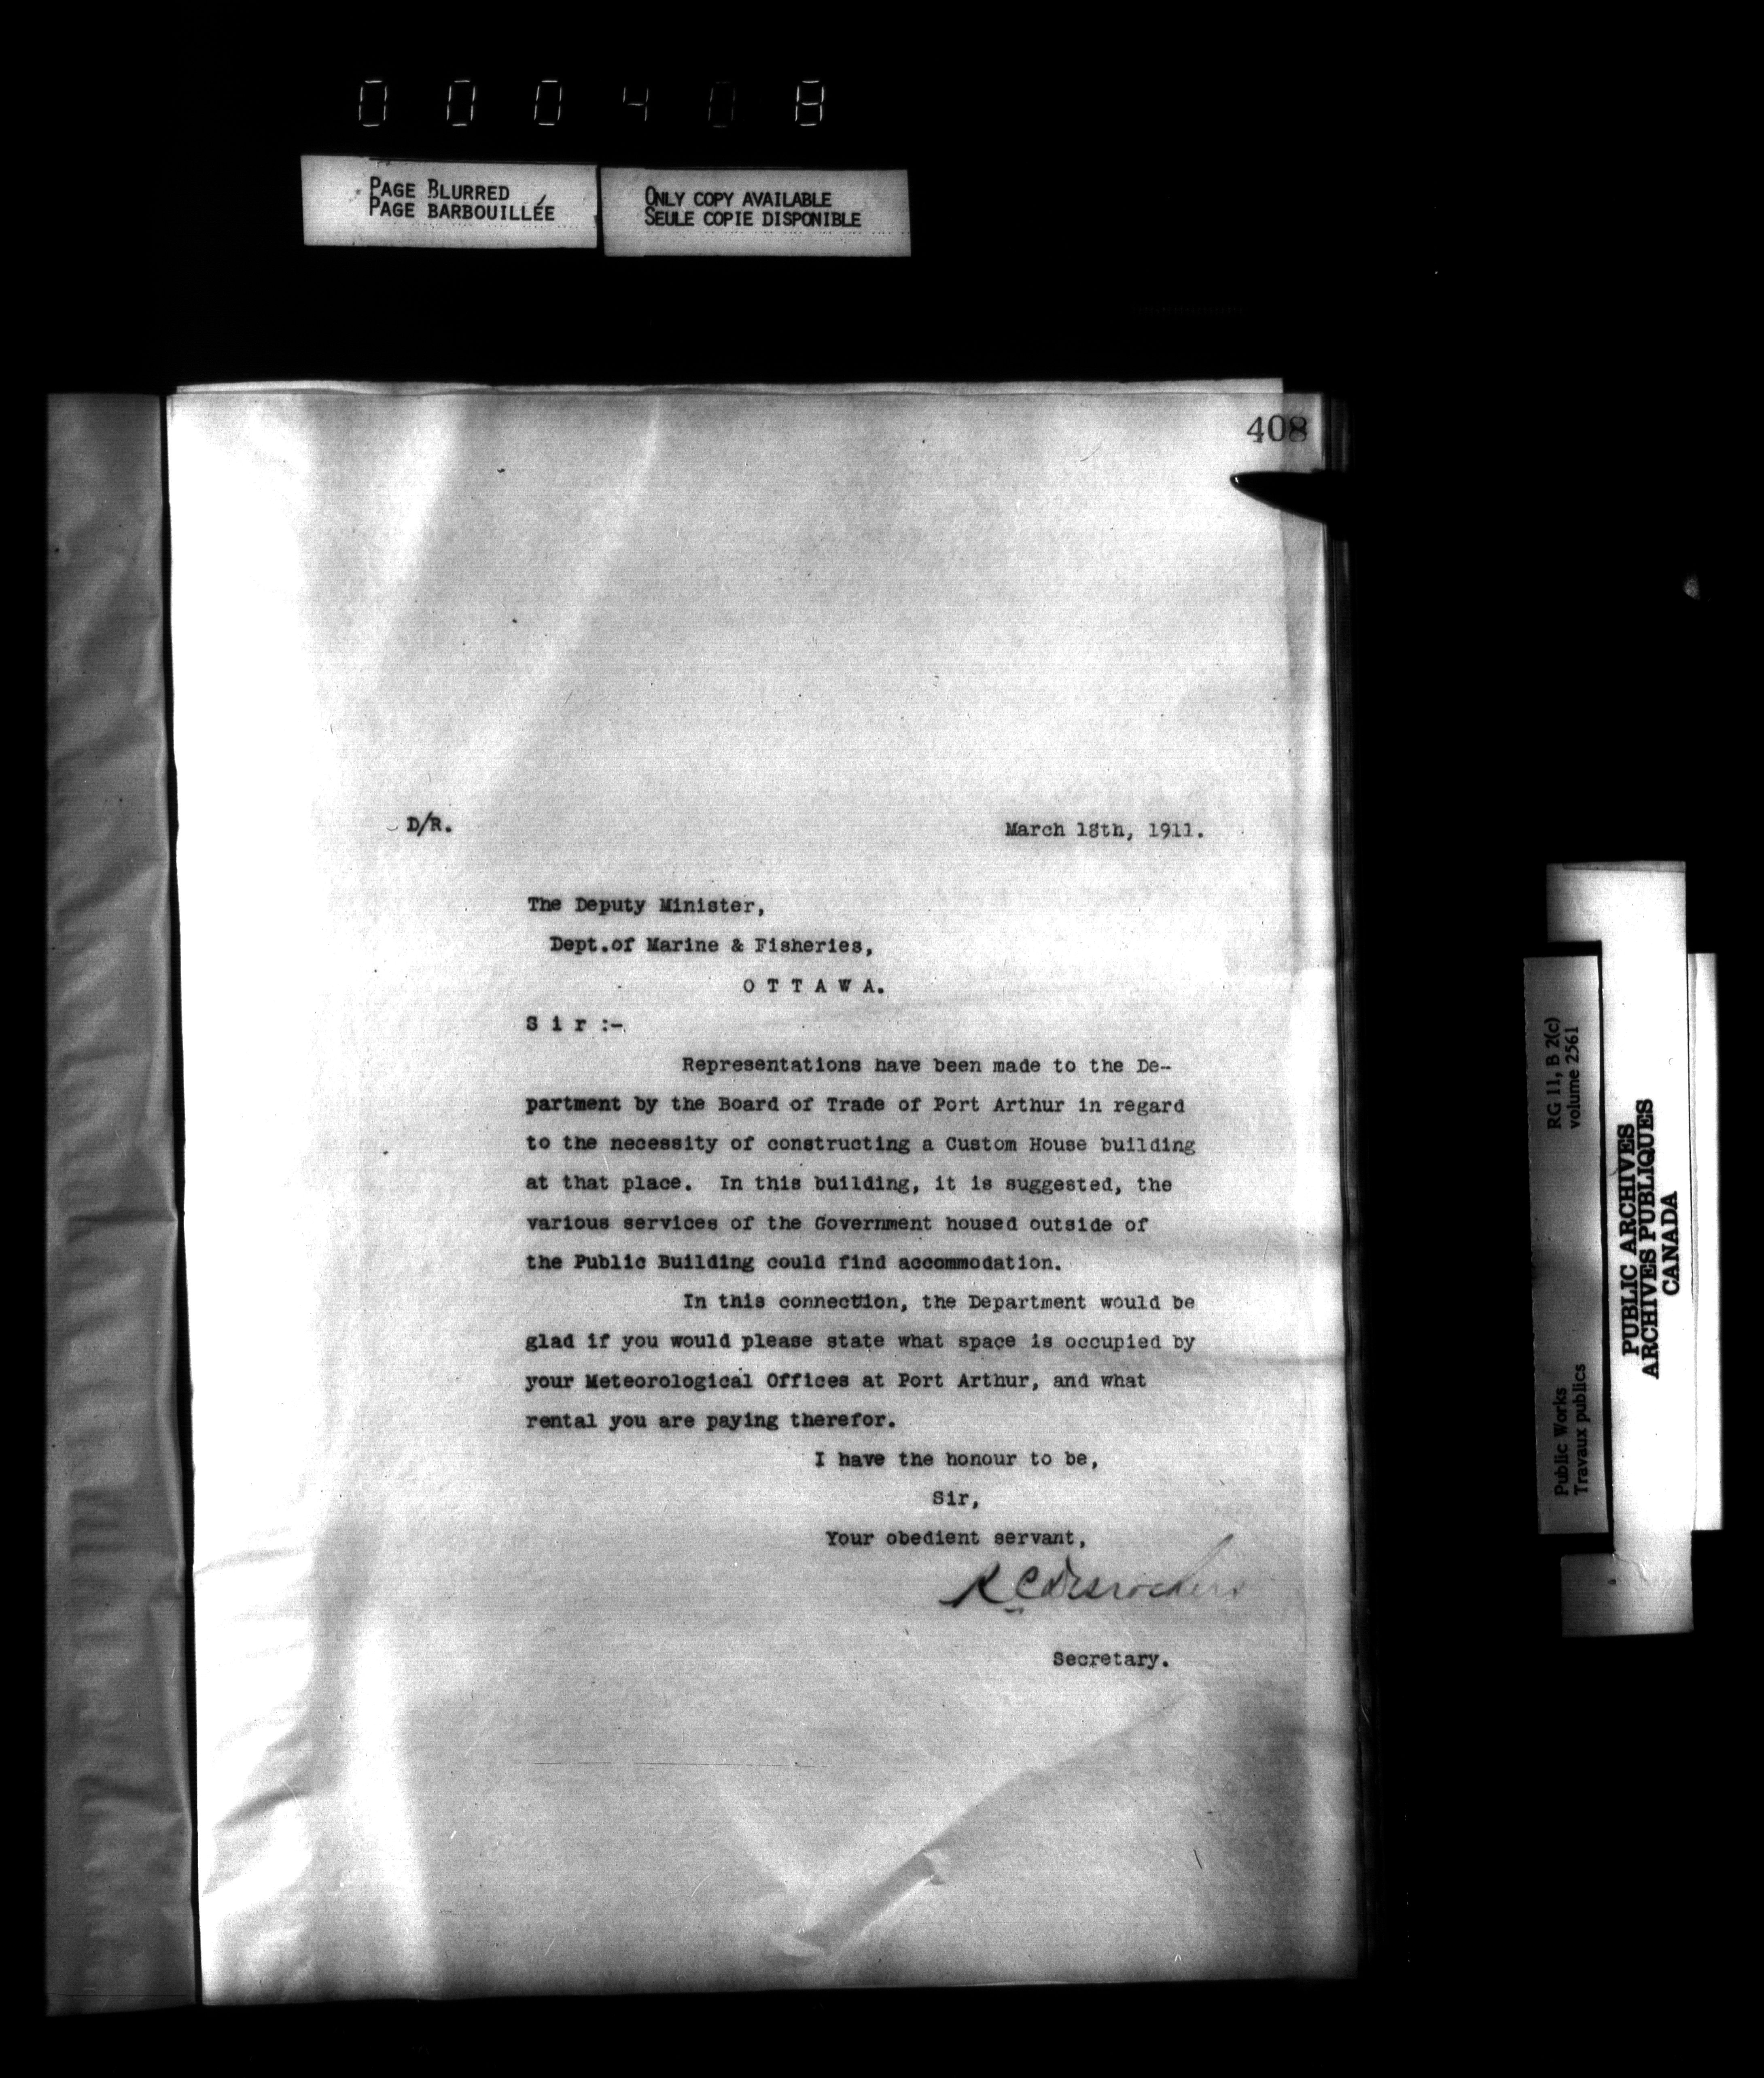 000408
PAGE BLURRED
PAGE BARBOUILLÉE
ONLY COPY AVAILABLE
SEULE COPIE DISPONIBLE
408
D/R.
March 18th, 1911.
The Deputy Minister,
Dept.of Marine & Fisheries,
O T T A W A.
S i r :-
Representations have been made to the De-
partment by the Board of Trade of Port Arthur in regard
to the necessity of constructing a Custom House building
at that place. In this building, it is suggested, the
various services of the Government housed outside of
the Public Building could find accommodation.
In this connection, the Department would be
glad if you would please state what space is occupied by
your Meteorological Offices at Port Arthur, and what
rental you are paying therefor.
I have the honour to be,
Sir,
Your obedient servant,
R C Desrochers
Secretary.
RG 11, B 2(c)
volume 2561
Public Works
Travaux publics
PUBLIC ARCHIVES
ARCHIVES PUBLIQUES
CANADA